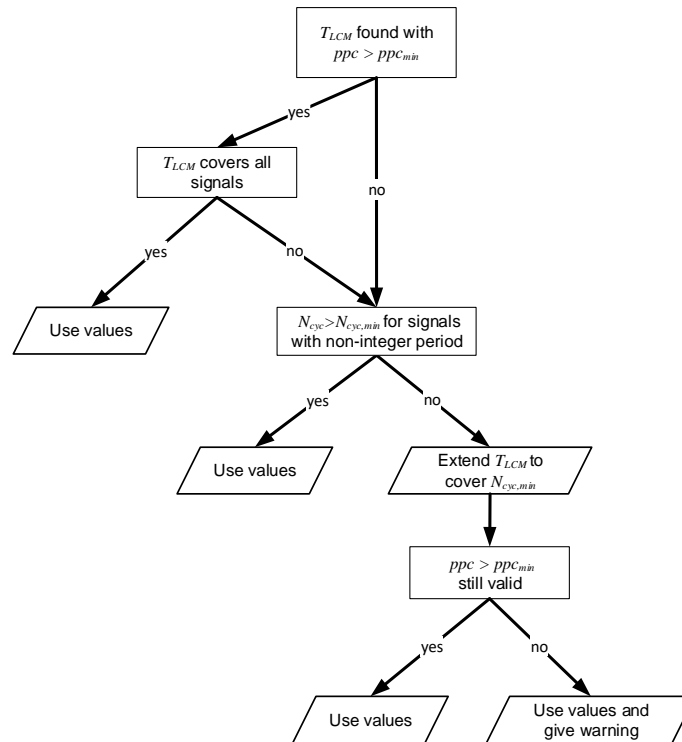 T_LCM found with
ppc > ppc_min
yes
T_LCM covers all
signals
no
yes
no
Use values
N_cyc>N_cyc,min for signals
with non-integer period
yes
no
Use values
Extend T_LCM to
cover N_cyc,min
ppc > ppc_min
still valid
yes
no
Use values
Use values and
give warning